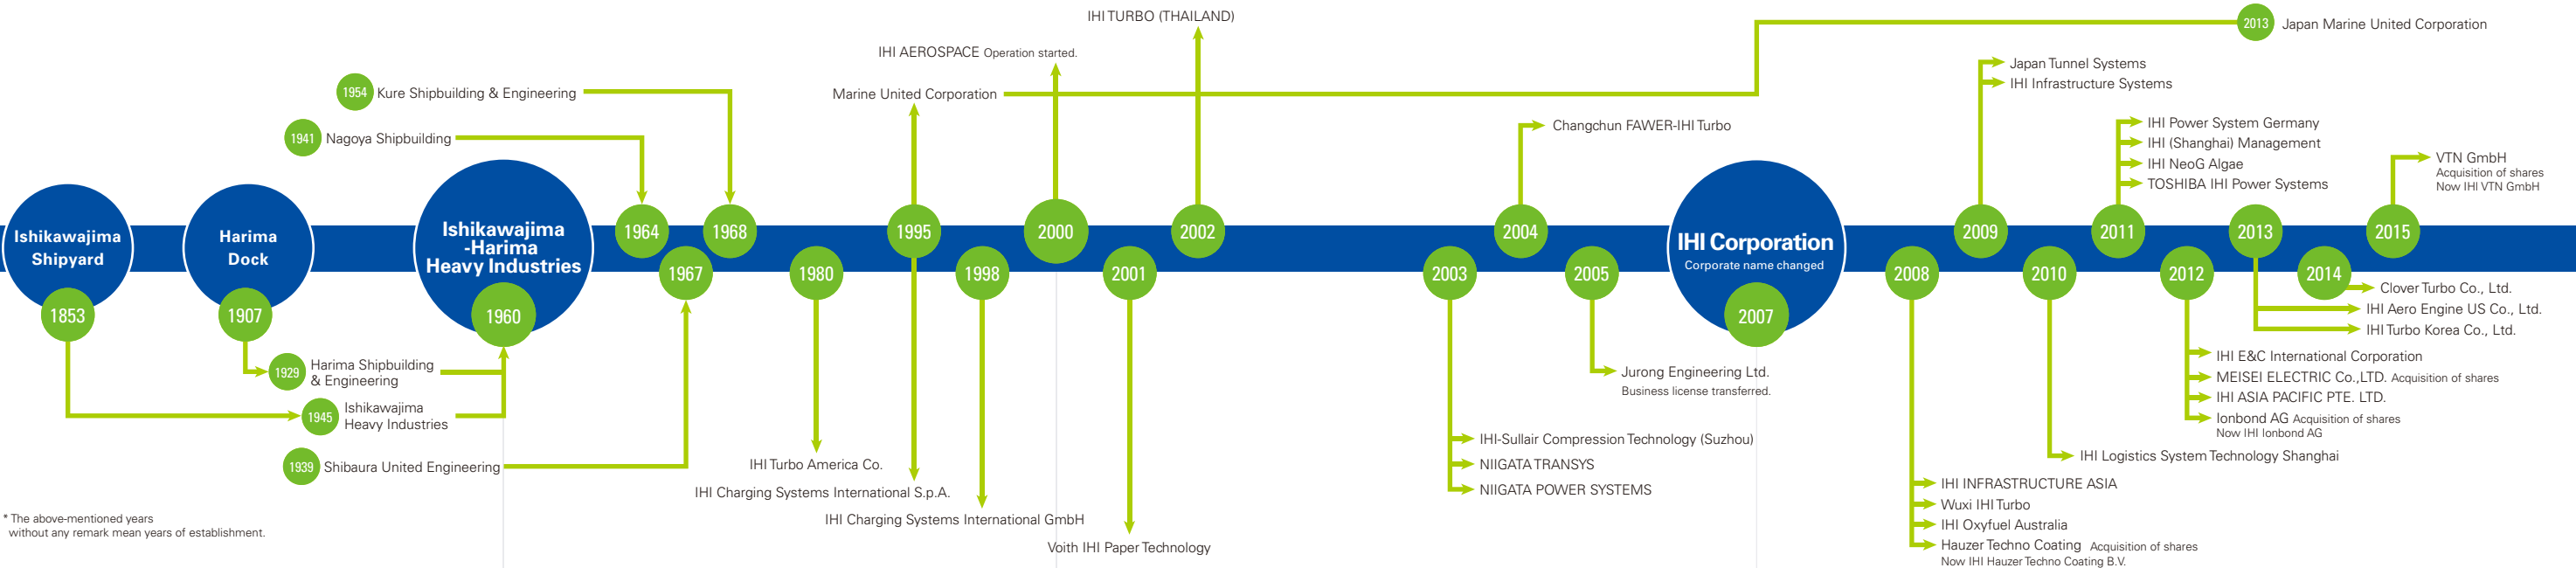 IHI TURBO (THAILAND)
2013 Japan Marine United Corporation
IHI AEROSPACE Operation started.
Japan Tunnel Systems
IHI Infrastructure Systems
1954 Kure Shipbuilding & Engineering
Marine United Corporation
1941 Nagoya Shipbuilding
Changchun FAWER-IHI Turbo
IHI Power System Germany
IHI (Shanghai) Management
IHI NeoG Algae
TOSHIBA IHI Power Systems
VTN GmbH
Acquisition of shares
Now IHI VTN GmbH
Ishikawajima
Shipyard
1853
Harima
Dock
1907
Ishikawajima
-Harima
Heavy Industries
1960
1964
1967
1968
1980
1995
1998
2000
2001
2002
2003
2004
2005
IHI Corporation
Corporate name changed
2007
2008
2009
2010
2011
2012
2013
2014
2015
Clover Turbo Co., Ltd.
IHI Aero Engine US Co., Ltd.
IHI Turbo Korea Co., Ltd.
1929 Harima Shipbuilding
& Engineering
1945 Ishikawajima
Heavy Industries
1939 Shibaura United Engineering
IHI Turbo America Co.
IHI Charging Systems International S.p.A.
IHI Charging Systems International GmbH
Voith IHI Paper Technology
Jurong Engineering Ltd.
Business license transferred.
IHI-Sullair Compression Technology (Suzhou)
NIIGATA TRANSYS
NIIGATA POWER SYSTEMS
IHI E&C International Corporation
MEISEI ELECTRIC Co.,LTD. Acquisition of shares
IHI ASIA PACIFIC PTE. LTD.
Ionbond AG Acquisition of shares
Now IHI Ionbond AG
IHI Logistics System Technology Shanghai
IHI INFRASTRUCTURE ASIA
Wuxi IHI Turbo
IHI Oxyfuel Australia
Hauzer Techno Coating Acquisition of shares
Now IHI Hauzer Techno Coating B.V.
* The above-mentioned years
without any remark mean years of establishment.